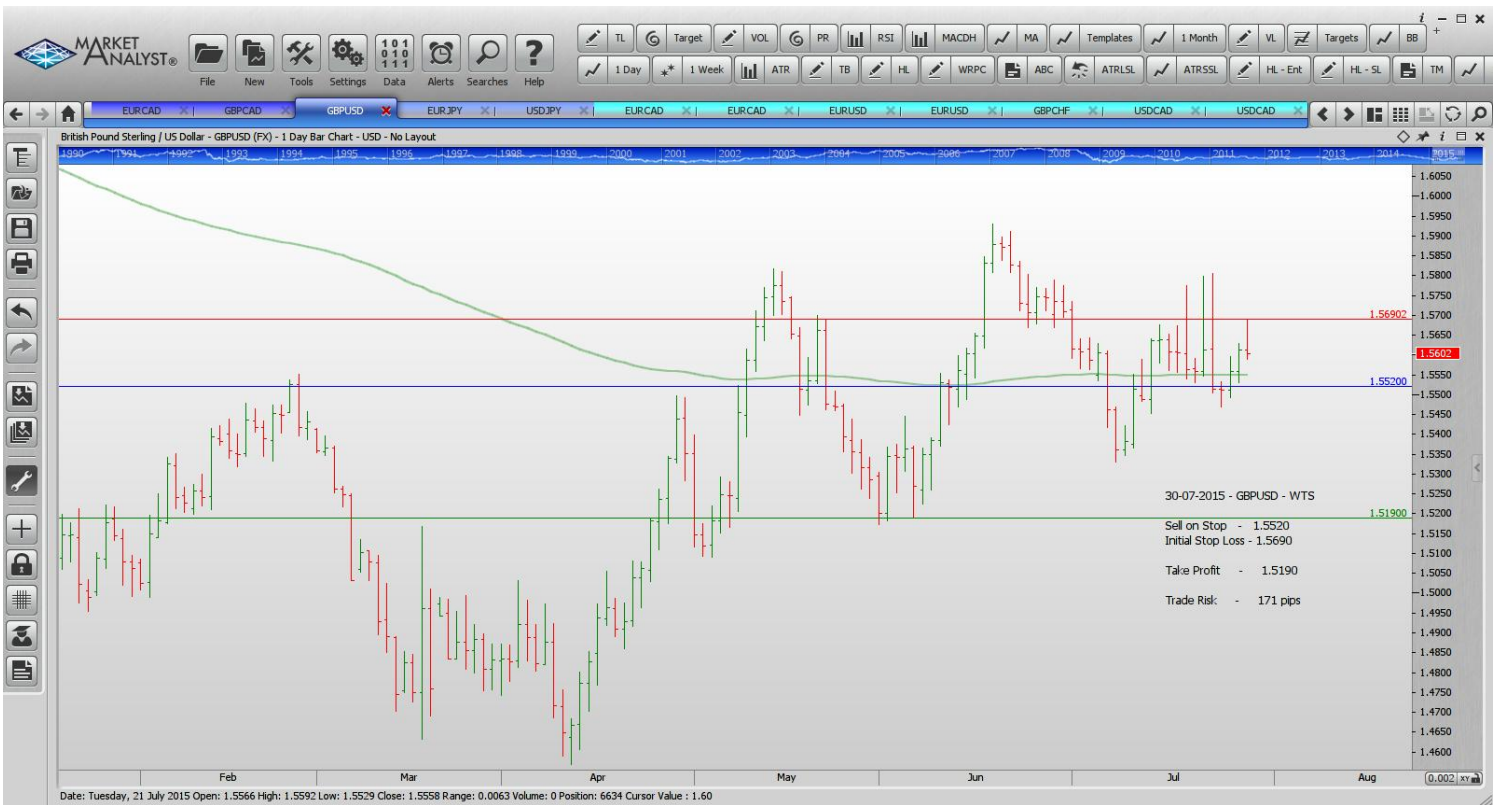 i
MARKET
ANALYST®
File New Tools Settings Data Alerts Searches Help
TL Target VOL PR RSI MACDH MA Templates 1 Month VL Targets BB
1 Day 1 Week ATR TB HL WRPC ABC ATRLSL ATRSSL HL - Ent HL - SL TM
EURCAD GBPCAD GBPUSD EURJPY USDJPY EURCAD EURCAD EURUSD EURUSD GBPCHF USDCAD USDCAD
British Pound Sterling / US Dollar - GBPUSD (FX) - 1 Day Bar Chart - USD - No Layout
1990 1991 1992 1993 1994 1995 1996 1997 1998 1999 2000 2001 2002 2003 2004 2005 2006 2007 2008 2009 2010 2011 2012 2013 2014 2015
1.6050
1.6000
1.5950
1.5900
1.5850
1.5800
1.5750
1.56902
1.5700
1.5650
1.5602
1.5550
1.55200
1.5500
1.5450
1.5400
1.5350
1.5300
1.5250
1.51900
1.5200
1.5150
1.5100
1.5050
1.5000
1.4950
1.4900
1.4850
1.4800
1.4750
1.4700
1.4650
1.4600
30-07-2015 - GBPUSD - WTS
Sell on Stop - 1.5520
Initial Stop Loss - 1.5690
Take Profit - 1.5190
Trade Risk - 171 pips
Feb Mar Apr May Jun Jul Aug
0.002 XY
Date: Tuesday, 21 July 2015 Open: 1.5566 High: 1.5592 Low: 1.5529 Close: 1.5558 Range: 0.0063 Volume: 0 Position: 6634 Cursor Value : 1.60